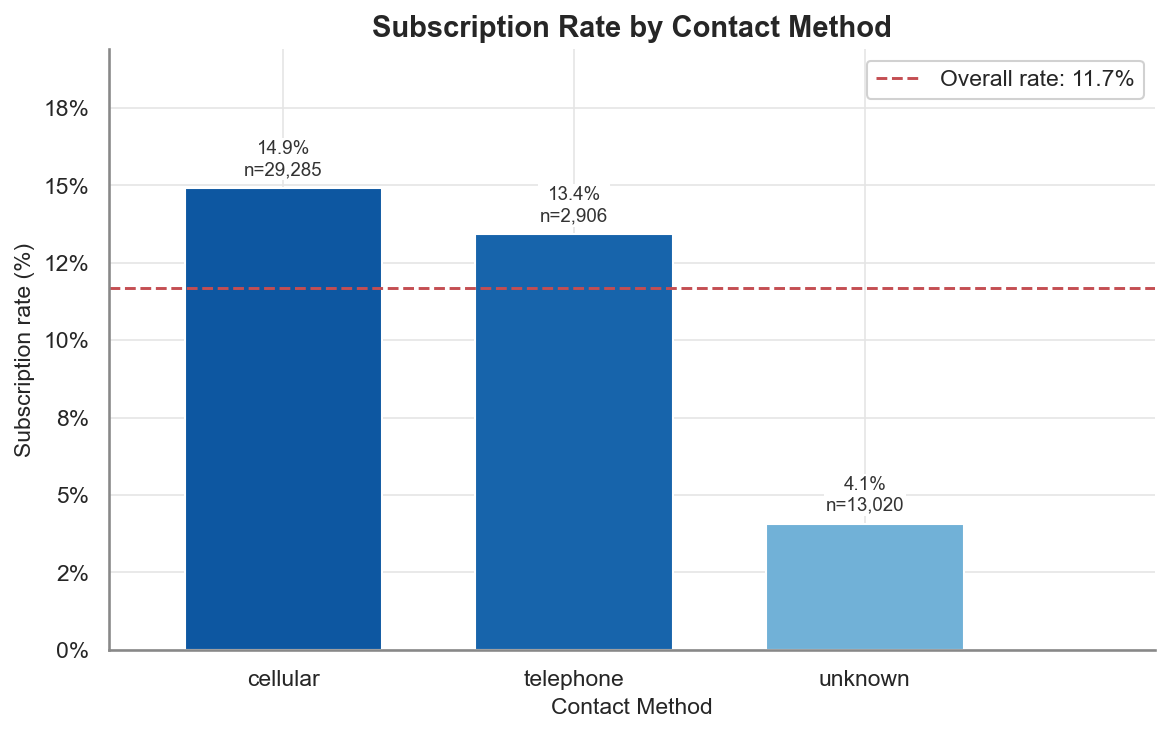 Subscription Rate by Contact Method
Overall rate: 11.7%
18%
15%
12%
10%
8%
5%
2%
0%
Subscription rate (%)
14.9%
n=29,285
13.4%
n=2,906
4.1%
n=13,020
cellular
telephone
unknown
Contact Method